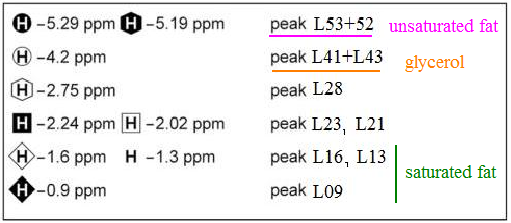 H –5.29 ppm H –5.19 ppm peak L53+52 unsaturated fat
H –4.2 ppm peak L41+L43 glycerol
H –2.75 ppm peak L28
H –2.24 ppm H –2.02 ppm peak L23, L21
H –1.6 ppm H –1.3 ppm peak L16, L13 saturated fat
H –0.9 ppm peak L09